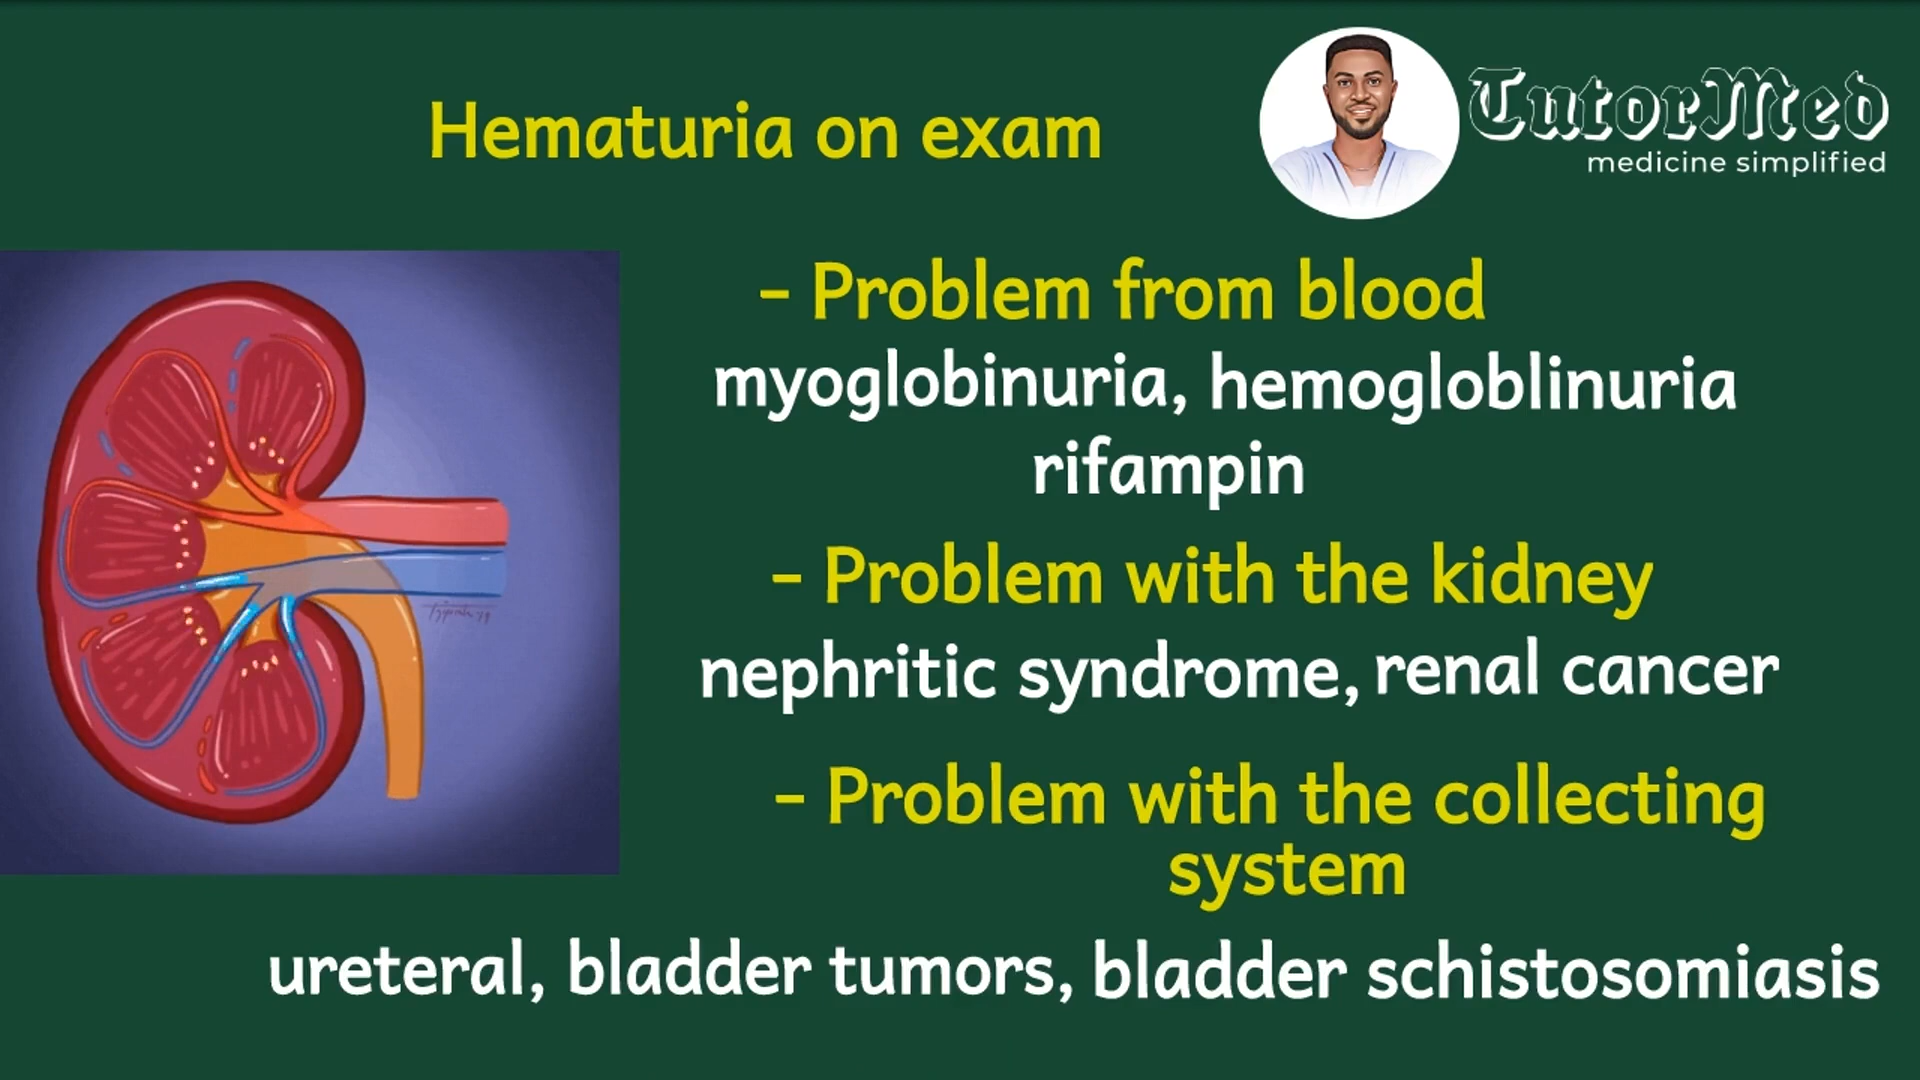 Hematuria on exam
TutorMed
medicine simplified
- Problem from blood
myoglobinuria, hemogloblinuria
rifampin
- Problem with the kidney
nephritic syndrome, renal cancer
- Problem with the collecting
system
ureteral, bladder tumors, bladder schistosomiasis